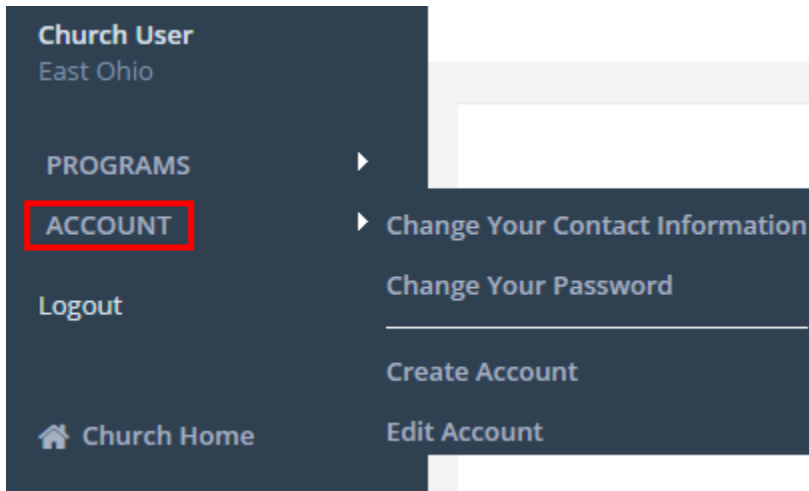 Church User
East Ohio
PROGRAMS
ACCOUNT
Logout
Church Home
Change Your Contact Information
Change Your Password
Create Account
Edit Account